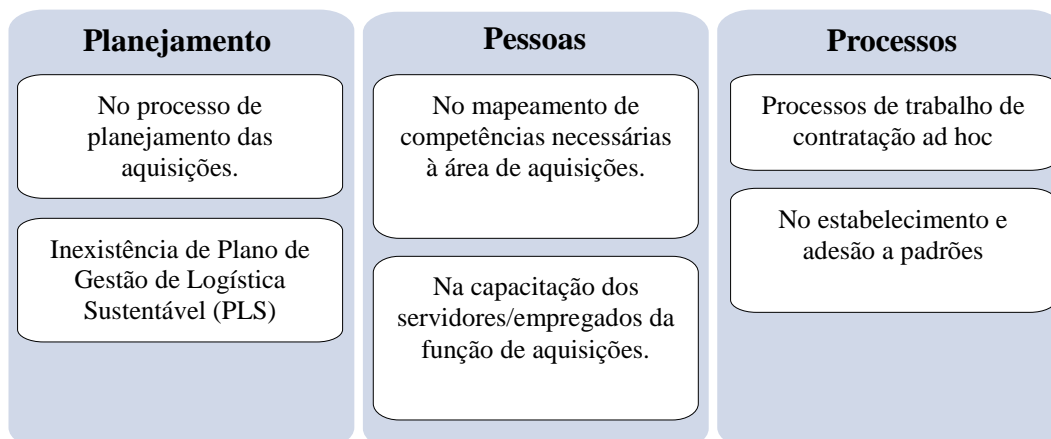 Planejamento
No processo de
planejamento das
aquisições.
Inexistência de Plano de
Gestão de Logística
Sustentável (PLS)
Pessoas
No mapeamento de
competências necessárias
à área de aquisições.
Na capacitação dos
servidores/empregados da
função de aquisições.
Processos
Processos de trabalho de
contratação ad hoc
No estabelecimento e
adesão a padrões